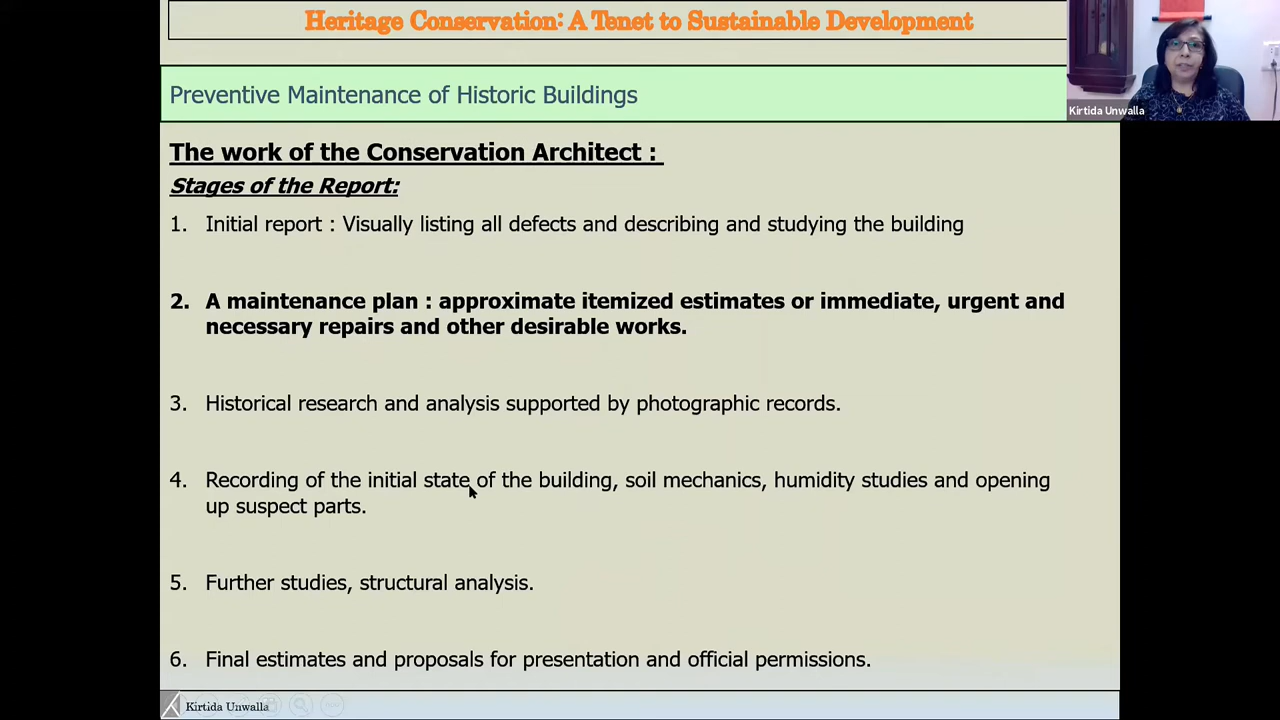 Heritage Conservation: A Tenet to Sustainable Development
Kirtida Unwalla
Preventive Maintenance of Historic Buildings
The work of the Conservation Architect :
Stages of the Report:
1. Initial report : Visually listing all defects and describing and studying the building
2. A maintenance plan : approximate itemized estimates or immediate, urgent and
necessary repairs and other desirable works.
3. Historical research and analysis supported by photographic records.
4. Recording of the initial state of the building, soil mechanics, humidity studies and opening
up suspect parts.
5. Further studies, structural analysis.
6. Final estimates and proposals for presentation and official permissions.
Kirtida Unwalla